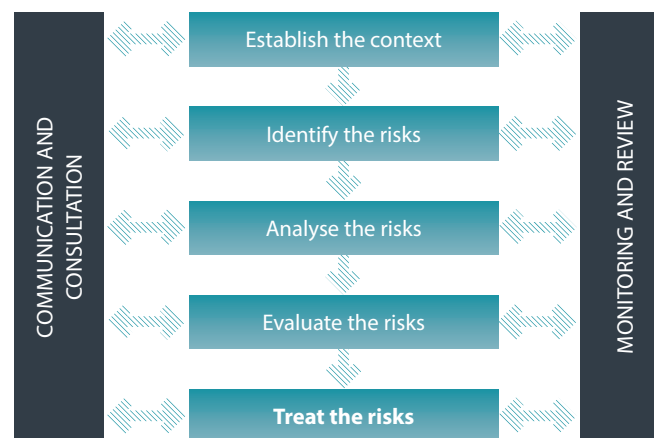 COMMUNICATION AND
CONSULTATION
Establish the context
Identify the risks
Analyse the risks
Evaluate the risks
Treat the risks
MONITORING AND REVIEW